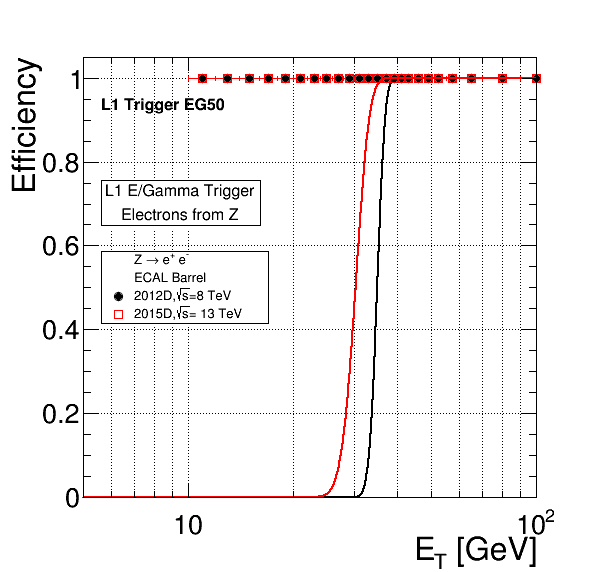 Efficiency
1
0.8
0.6
0.4
0.2
0
L1 Trigger EG50
L1 E/Gamma Trigger
Electrons from Z
Z → e⁺ e⁻
ECAL Barrel
2012D,√s=8 TeV
2015D,√s= 13 TeV
10
10²
E_T [GeV]